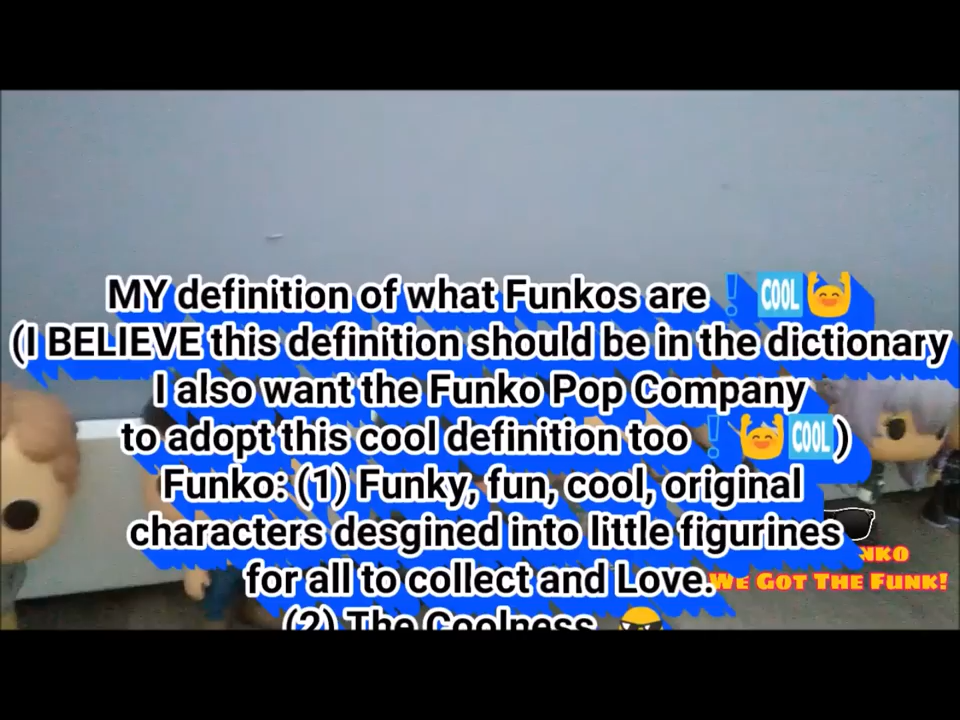 MY definition of what Funkos are❕🆒🙌
(I BELIEVE this definition should be in the dictionary
I also want the Funko Pop Company
to adopt this cool definition too❕🙌🆒)
Funko: (1) Funky, fun, cool, original
characters desgined into little figurines
for all to collect and Love.
(2) The Coolness
NKO
We Got The Funk!